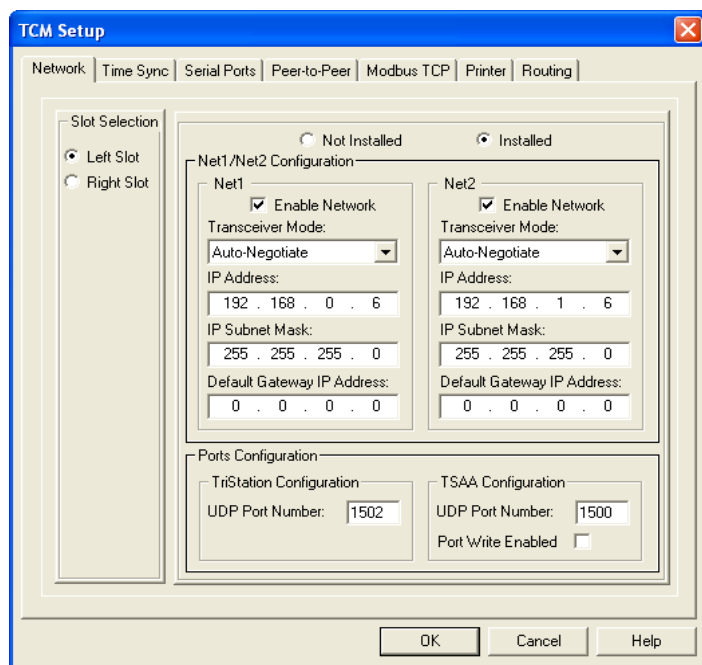 TCM Setup
Network Time Sync Serial Ports Peer-to-Peer Modbus TCP Printer Routing
Slot Selection
Left Slot
Right Slot
Not Installed Installed
Net1/Net2 Configuration
Net1
Enable Network
Transceiver Mode:
Auto-Negotiate
IP Address:
192 . 168 . 0 . 6
IP Subnet Mask:
255 . 255 . 255 . 0
Default Gateway IP Address:
0 . 0 . 0 . 0
Net2
Enable Network
Transceiver Mode:
Auto-Negotiate
IP Address:
192 . 168 . 1 . 6
IP Subnet Mask:
255 . 255 . 255 . 0
Default Gateway IP Address:
0 . 0 . 0 . 0
Ports Configuration
TriStation Configuration
UDP Port Number: 1502
TSAA Configuration
UDP Port Number: 1500
Port Write Enabled
OK Cancel Help